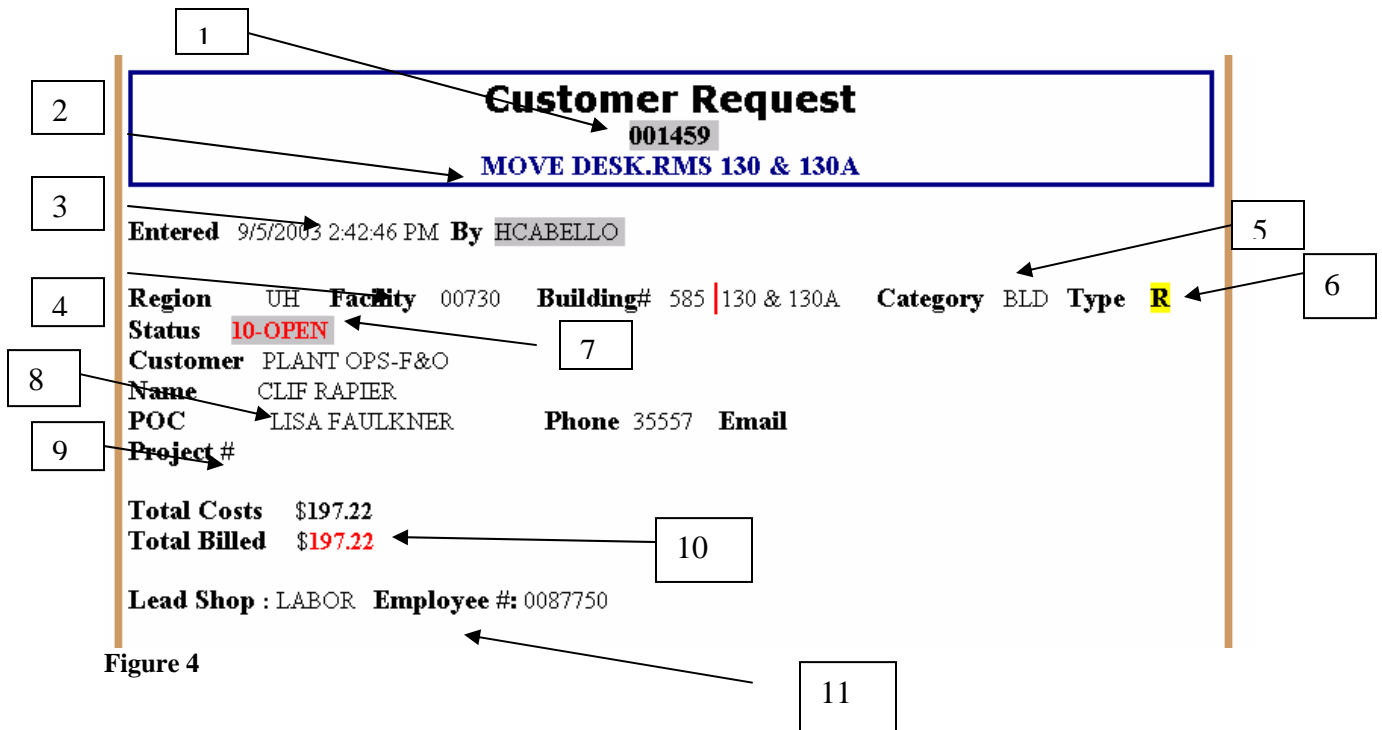 1
Customer Request
2
001459
MOVE DESK.RMS 130 & 130A
3
Entered 9/5/2003 2:42:46 PM By HCABELLO
5
4
Region UH Facility 00730 Building# 585 130 & 130A Category BLD Type R
6
Status 10-OPEN
7
Customer PLANT OPS-F&O
8
Name CLIF RAPIER
POC LISA FAULKNER Phone 35557 Email
9
Project #
Total Costs $197.22
Total Billed $197.22
10
Lead Shop : LABOR Employee #: 0087750
Figure 4
11